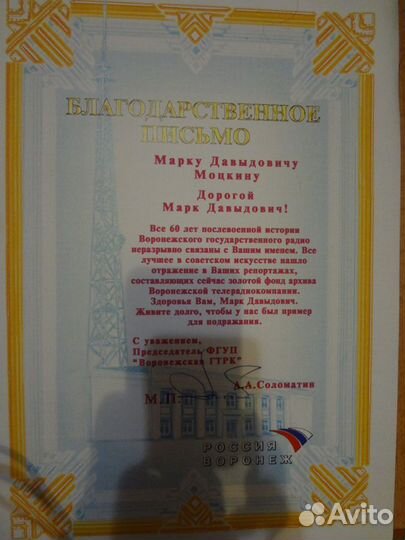 БЛАГОДАРСТВЕННОЕ
ПИСЬМО
Марку Давыдовичу
Моцкину
Дорогой
Марк Давыдович!
Все 60 лет послевоенной истории
Воронежского государственного радио
неразрывно связаны с Вашим именем. Все
лучшее в советском искусстве нашло
отражение в Ваших репортажах,
составляющих сейчас золотой фонд архива
Воронежской телерадиокомпании.
Здоровья Вам, Марк Давыдович.
Живите долго, чтобы у нас был пример
для подражания.
С уважением,
Председатель ФГУП
"Воронежская ГТРК"
А.А.Соломатин
М.П.
РОССИЯ
ВОРОНЕЖ
Avito